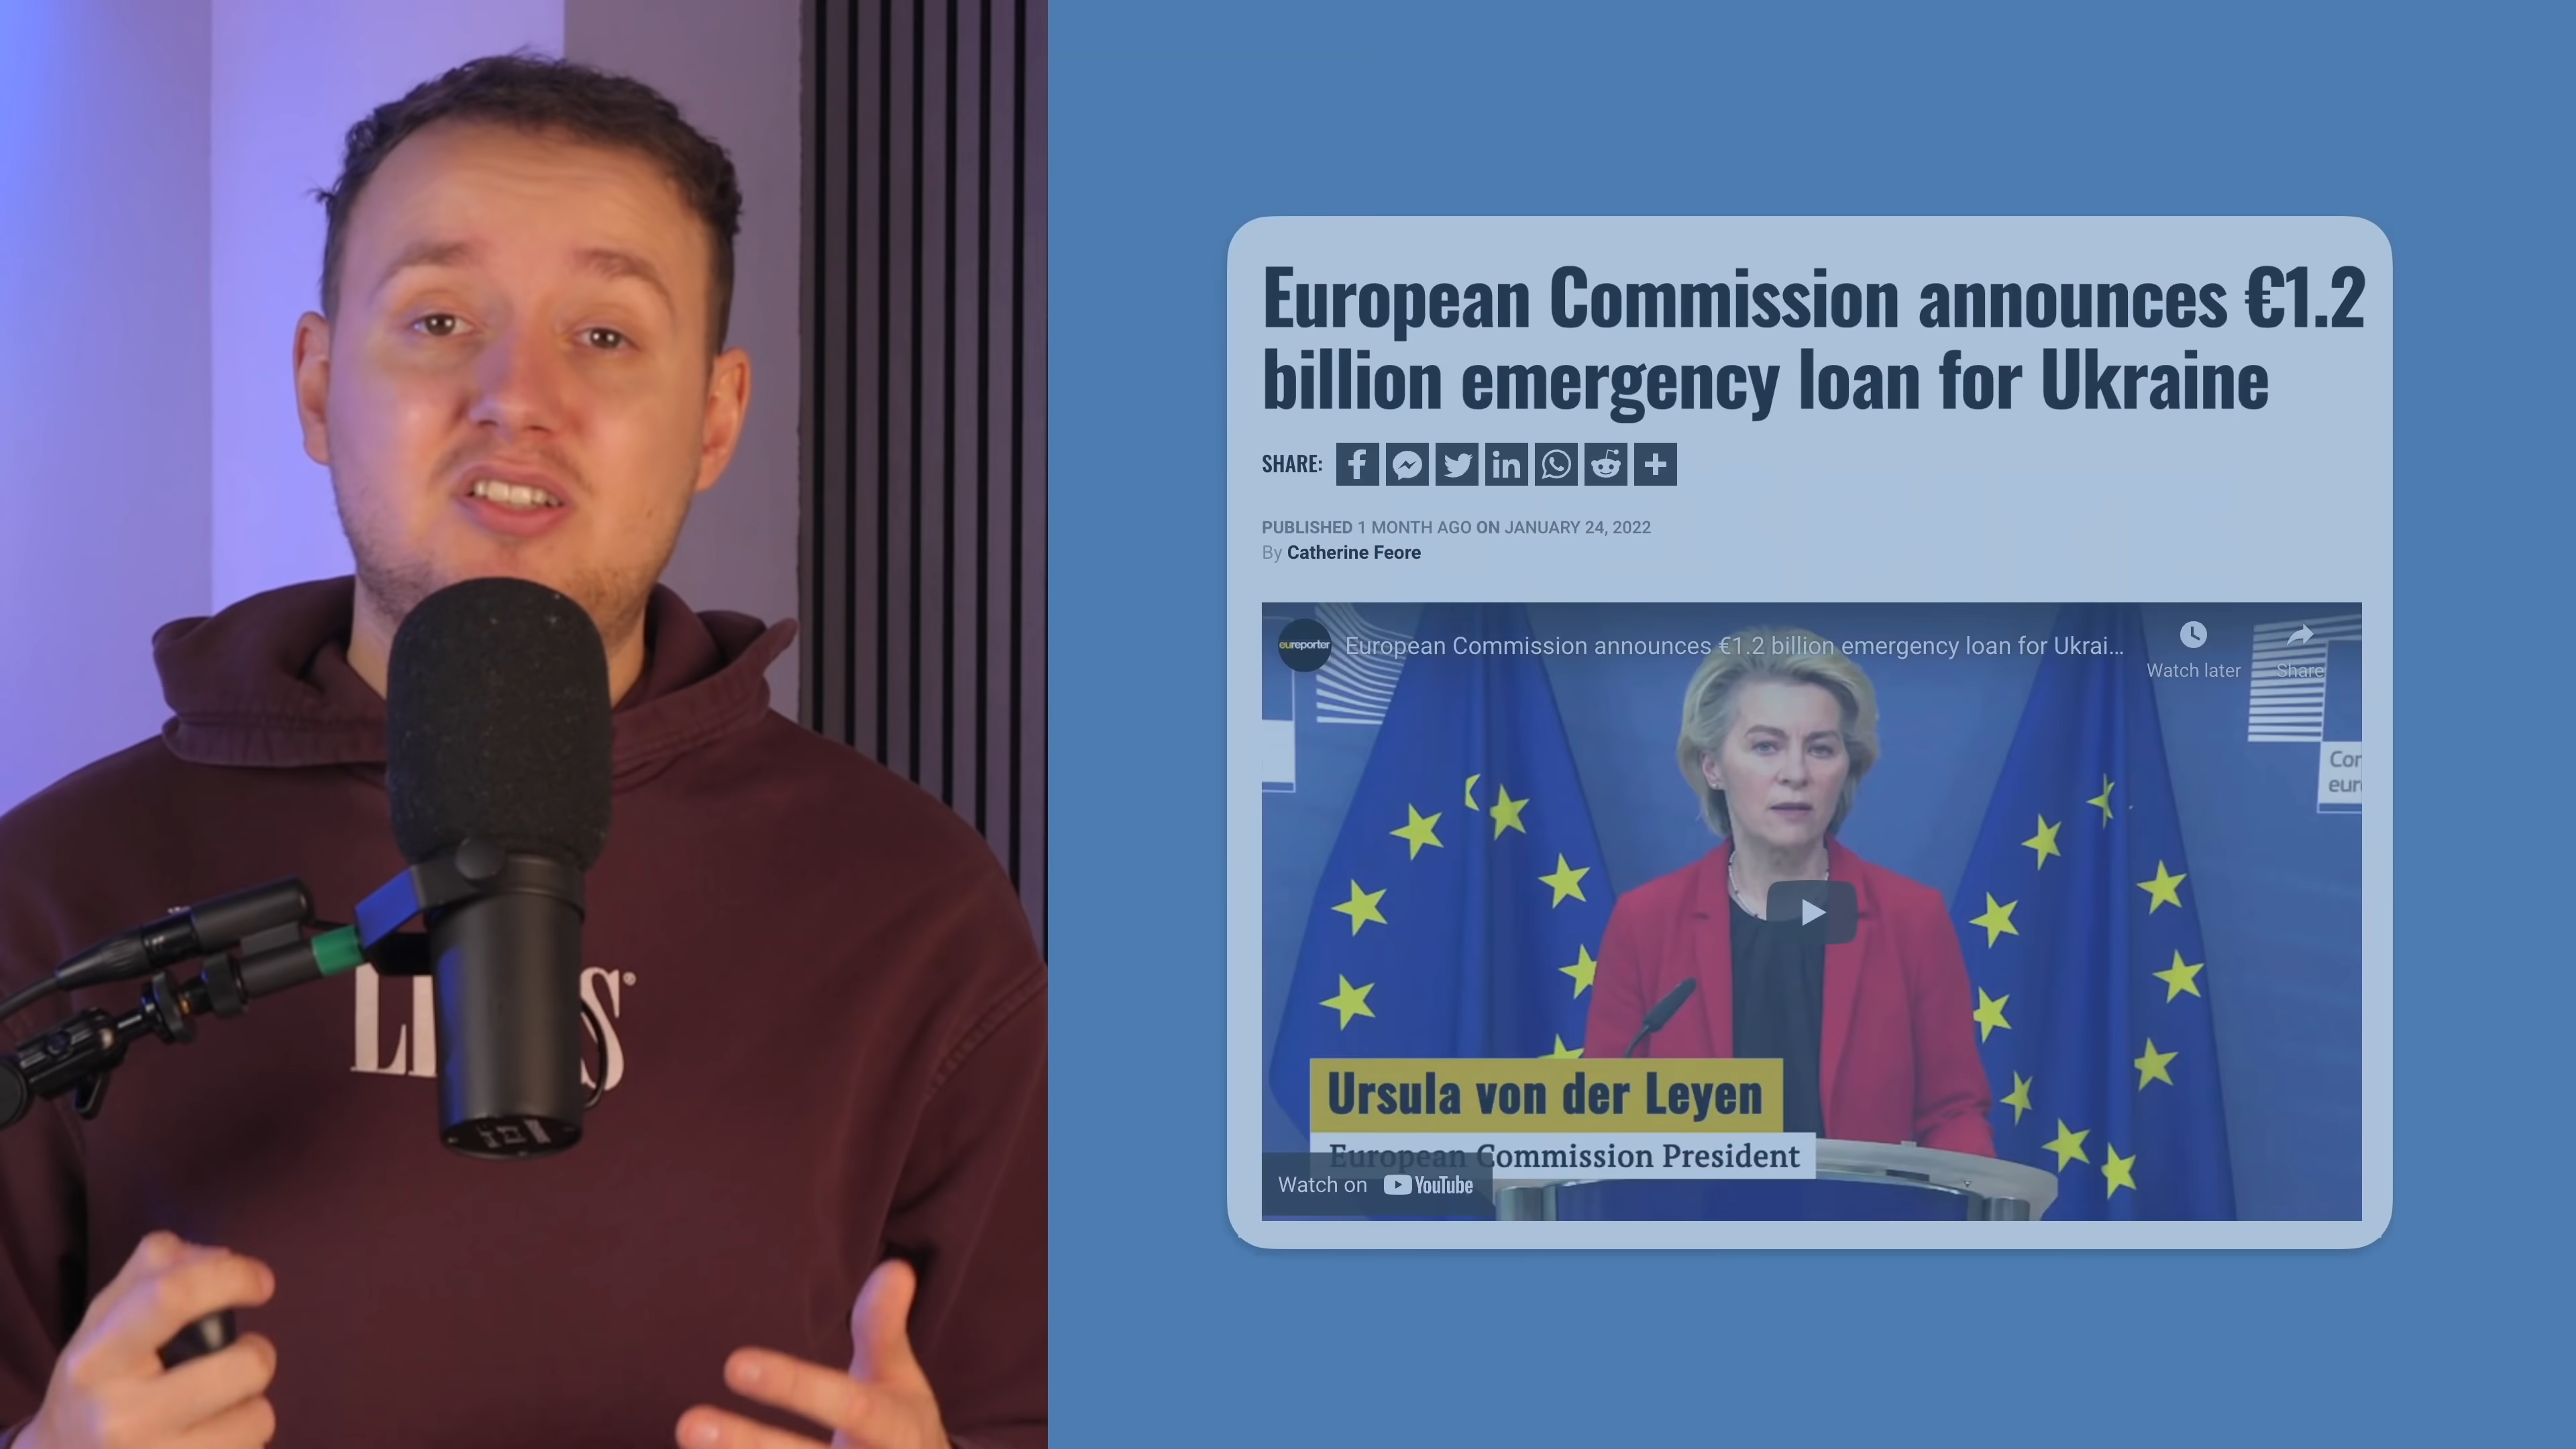 European Commission announces €1.2
billion emergency loan for Ukraine
SHARE:
PUBLISHED 1 MONTH AGO ON JANUARY 24, 2022
By Catherine Feore
eureporter
European Commission announces €1.2 billion emergency loan for Ukrai...
Watch later
Share
Ursula von der Leyen
European Commission President
Watch on YouTube